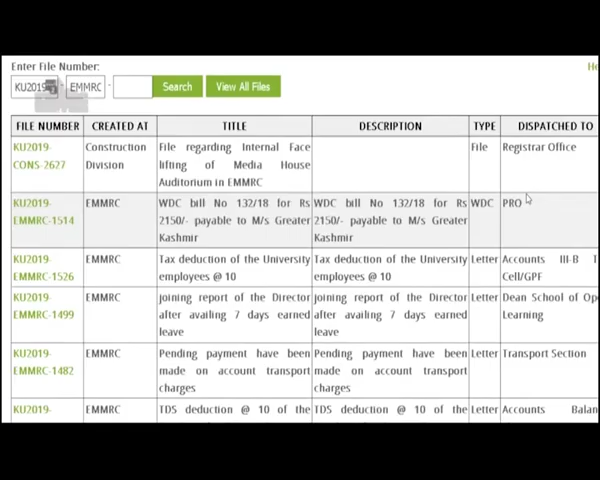 Enter File Number:
He
KU2019 - EMMRC - Search View All Files
FILE NUMBER CREATED AT TITLE DESCRIPTION TYPE DISPATCHED TO
KU2019- Construction File regarding Internal Face File Registrar Office
CONS-2627 Division lifting of Media House
Auditorium in EMMRC
KU2019- EMMRC WDC bill No 132/18 for Rs WDC bill No 132/18 for Rs WDC PRO
EMMRC-1514 2150/- payable to M/s Greater 2150/- payable to M/s Greater
Kashmir Kashmir
KU2019- EMMRC Tax deduction of the University Tax deduction of the University Letter Accounts III-B T
EMMRC-1526 employees @ 10 employees @ 10 Cell/GPF
KU2019- EMMRC joining report of the Director joining report of the Director Letter Dean School of Op
EMMRC-1499 after availing 7 days earned after availing 7 days earned Learning
leave leave
KU2019- EMMRC Pending payment have been Pending payment have been Letter Transport Section
EMMRC-1482 made on account transport made on account transport
charges charges
KU2019- EMMRC TDS deduction @ 10 of the TDS deduction @ 10 of the Letter Accounts Balan